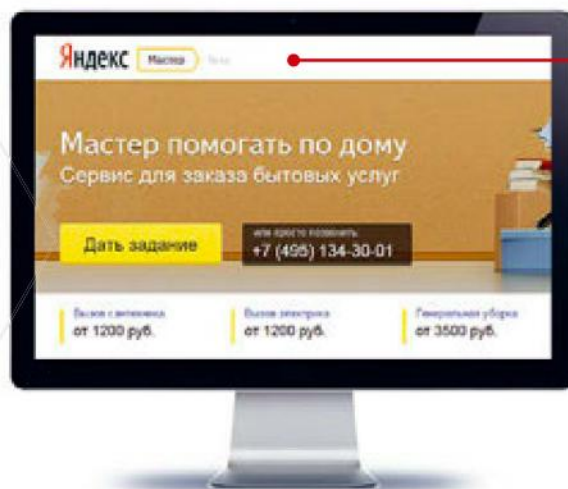 Яндекс Мастер
Мастер помогать по дому
Сервис для заказа бытовых услуг
Дать задание
или просто позвонить
+7 (495) 134-30-01
Вызов сантехника
от 1200 руб.
Вызов электрика
от 1200 руб.
Генеральная уборка
от 3500 руб.